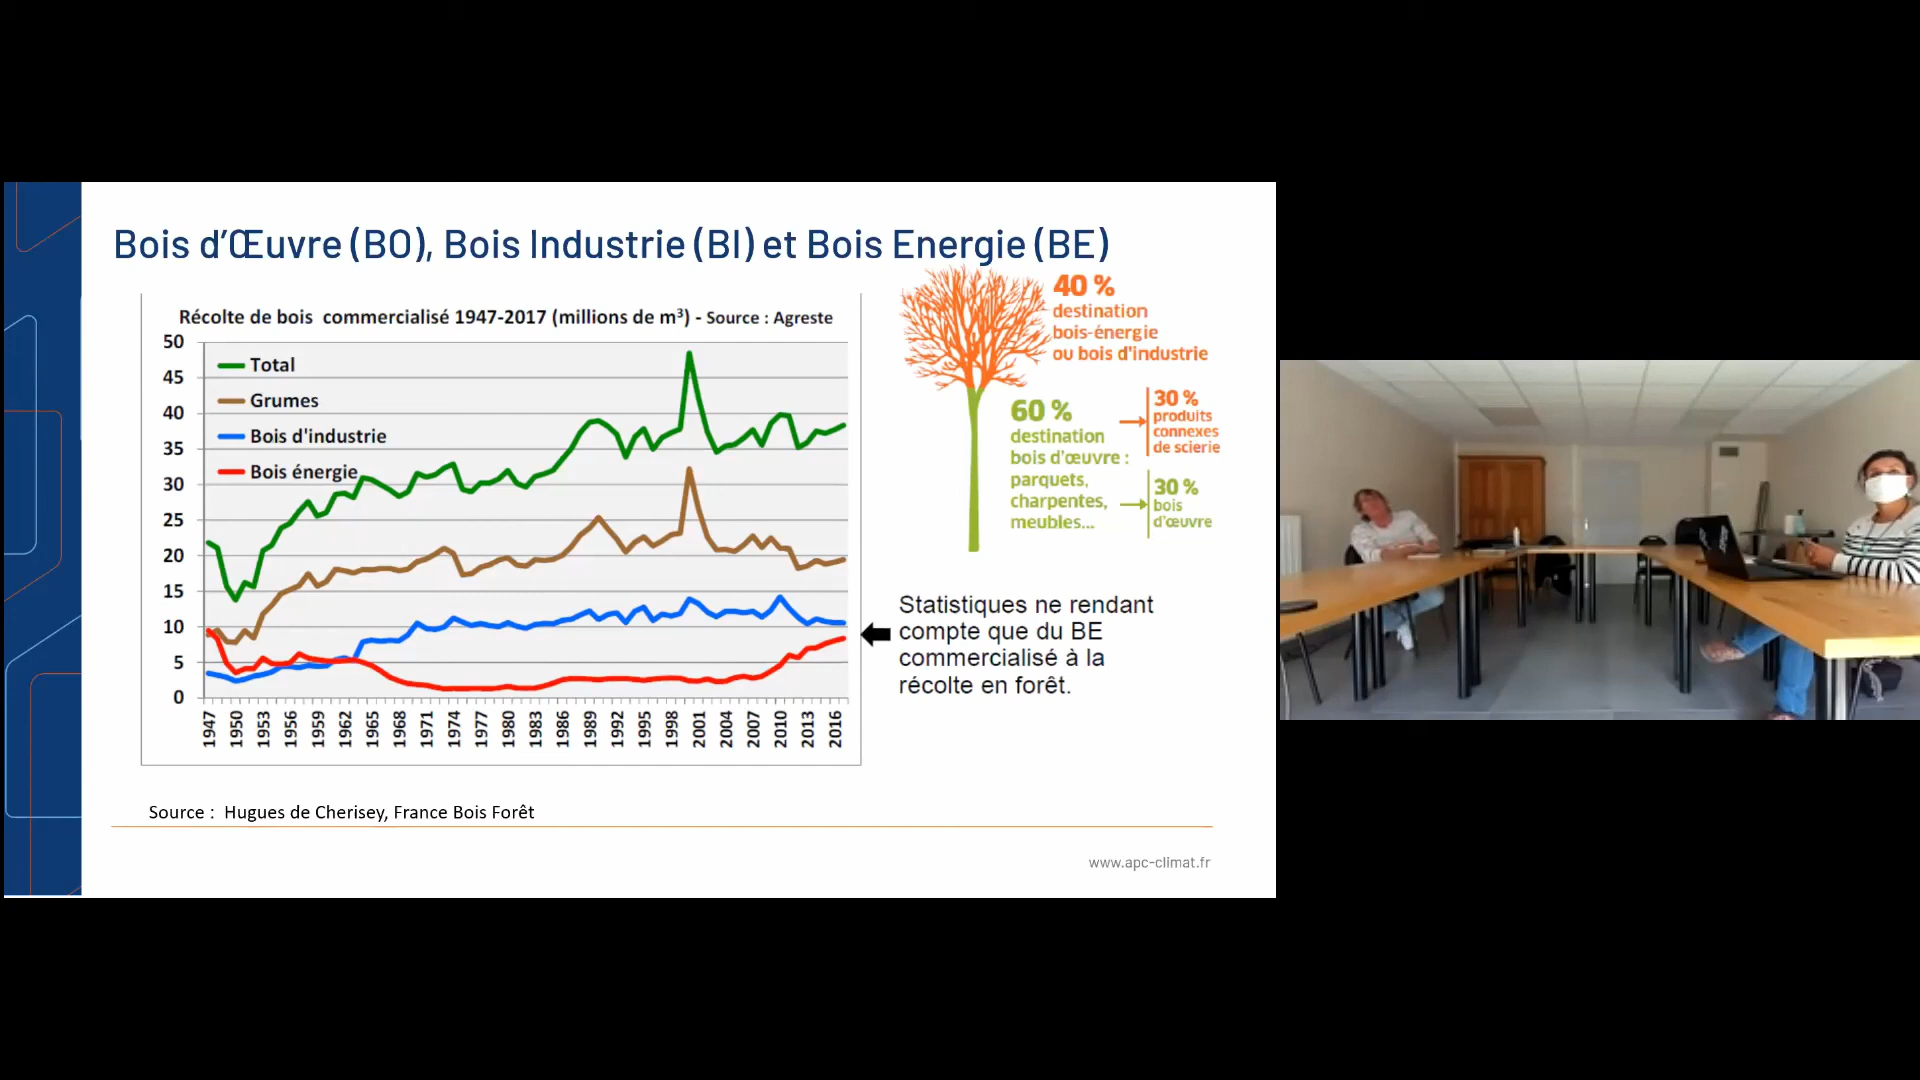 Bois d’Œuvre (BO), Bois Industrie (BI) et Bois Energie (BE)
Récolte de bois commercialisé 1947-2017 (millions de m³) - Source : Agreste
50
45
40
35
30
25
20
15
10
5
0
Total
Grumes
Bois d'industrie
Bois énergie
1947
1950
1953
1956
1959
1962
1965
1968
1971
1974
1977
1980
1983
1986
1989
1992
1995
1998
2001
2004
2007
2010
2013
2016
40 %
destination
bois-énergie
ou bois d'industrie
60 %
destination
bois d'œuvre :
parquets,
charpentes,
meubles...
30 %
produits
connexes
de scierie
30 %
bois
d'œuvre
Statistiques ne rendant
compte que du BE
commercialisé à la
récolte en forêt.
Source : Hugues de Cherisey, France Bois Forêt
www.apc-climat.fr